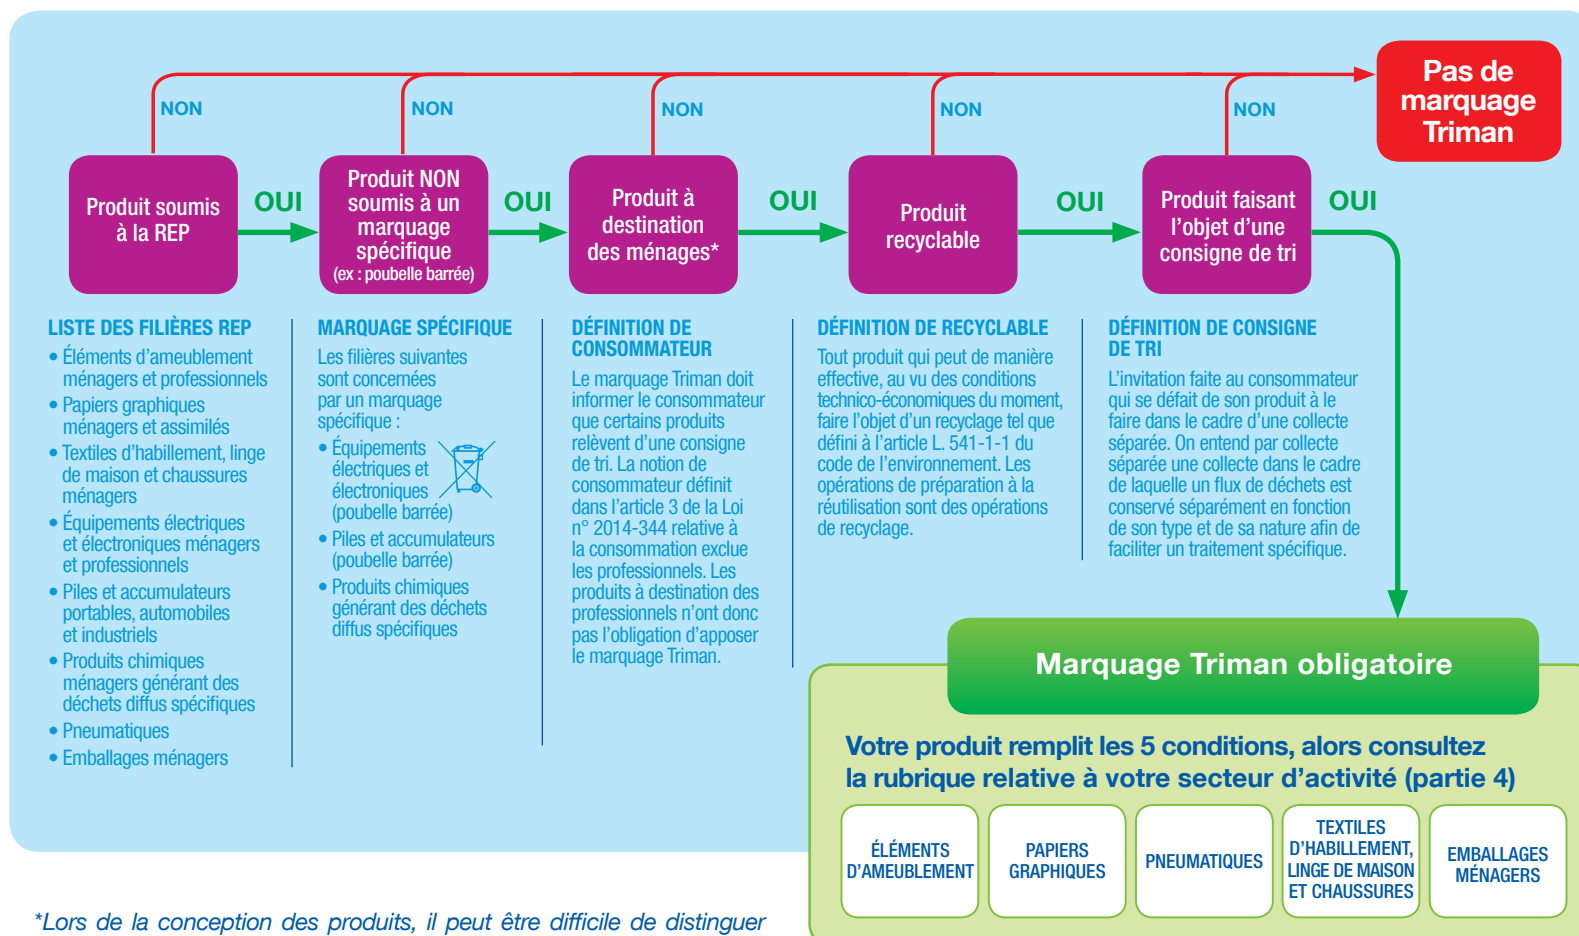 Pas de
marquage
Triman
NON
NON
NON
NON
NON
Produit soumis
à la REP
OUI
Produit NON
soumis à un
marquage
spécifique
(ex : poubelle barrée)
OUI
Produit à
destination
des ménages*
OUI
Produit
recyclable
OUI
Produit faisant
l’objet d’une
consigne de tri
OUI
LISTE DES FILIÈRES REP
• Éléments d’ameublement
ménagers et professionnels
• Papiers graphiques
ménagers et assimilés
• Textiles d’habillement, linge
de maison et chaussures
ménagers
• Équipements électriques
et électroniques ménagers
et professionnels
• Piles et accumulateurs
portables, automobiles
et industriels
• Produits chimiques
ménagers générant des
déchets diffus spécifiques
• Pneumatiques
• Emballages ménagers
MARQUAGE SPÉCIFIQUE
Les filières suivantes
sont concernées
par un marquage
spécifique :
• Équipements
électriques et
électroniques
(poubelle barrée)
• Piles et accumulateurs
(poubelle barrée)
• Produits chimiques
générant des déchets
diffus spécifiques
DÉFINITION DE
CONSOMMATEUR
Le marquage Triman doit
informer le consommateur
que certains produits
relèvent d’une consigne
de tri. La notion de
consommateur définit
dans l’article 3 de la Loi
n° 2014-344 relative à
la consommation exclue
les professionnels. Les
produits à destination des
professionnels n’ont donc
pas l’obligation d’apposer
le marquage Triman.
DÉFINITION DE RECYCLABLE
Tout produit qui peut de manière
effective, au vu des conditions
technico-économiques du moment,
faire l’objet d’un recyclage tel que
défini à l’article L. 541-1-1 du
code de l’environnement. Les
opérations de préparation à la
réutilisation sont des opérations
de recyclage.
DÉFINITION DE CONSIGNE
DE TRI
L’invitation faite au consommateur
qui se défait de son produit à le
faire dans le cadre d’une collecte
séparée. On entend par collecte
séparée une collecte dans le cadre
de laquelle un flux de déchets est
conservé séparément en fonction
de son type et de sa nature afin de
faciliter un traitement spécifique.
Marquage Triman obligatoire
Votre produit remplit les 5 conditions, alors consultez
la rubrique relative à votre secteur d’activité (partie 4)
ÉLÉMENTS
D’AMEUBLEMENT
PAPIERS
GRAPHIQUES
PNEUMATIQUES
TEXTILES
D’HABILLEMENT,
LINGE DE MAISON
ET CHAUSSURES
EMBALLAGES
MÉNAGERS
*Lors de la conception des produits, il peut être difficile de distinguer